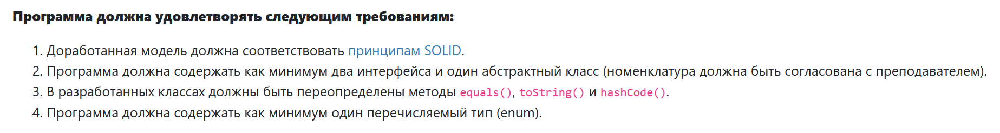 Программа должна удовлетворять следующим требованиям:
1. Доработанная модель должна соответствовать принципам SOLID.
2. Программа должна содержать как минимум два интерфейса и один абстрактный класс (номенклатура должна быть согласована с преподавателем).
3. В разработанных классах должны быть переопределены методы equals(), toString() и hashCode().
4. Программа должна содержать как минимум один перечисляемый тип (enum).